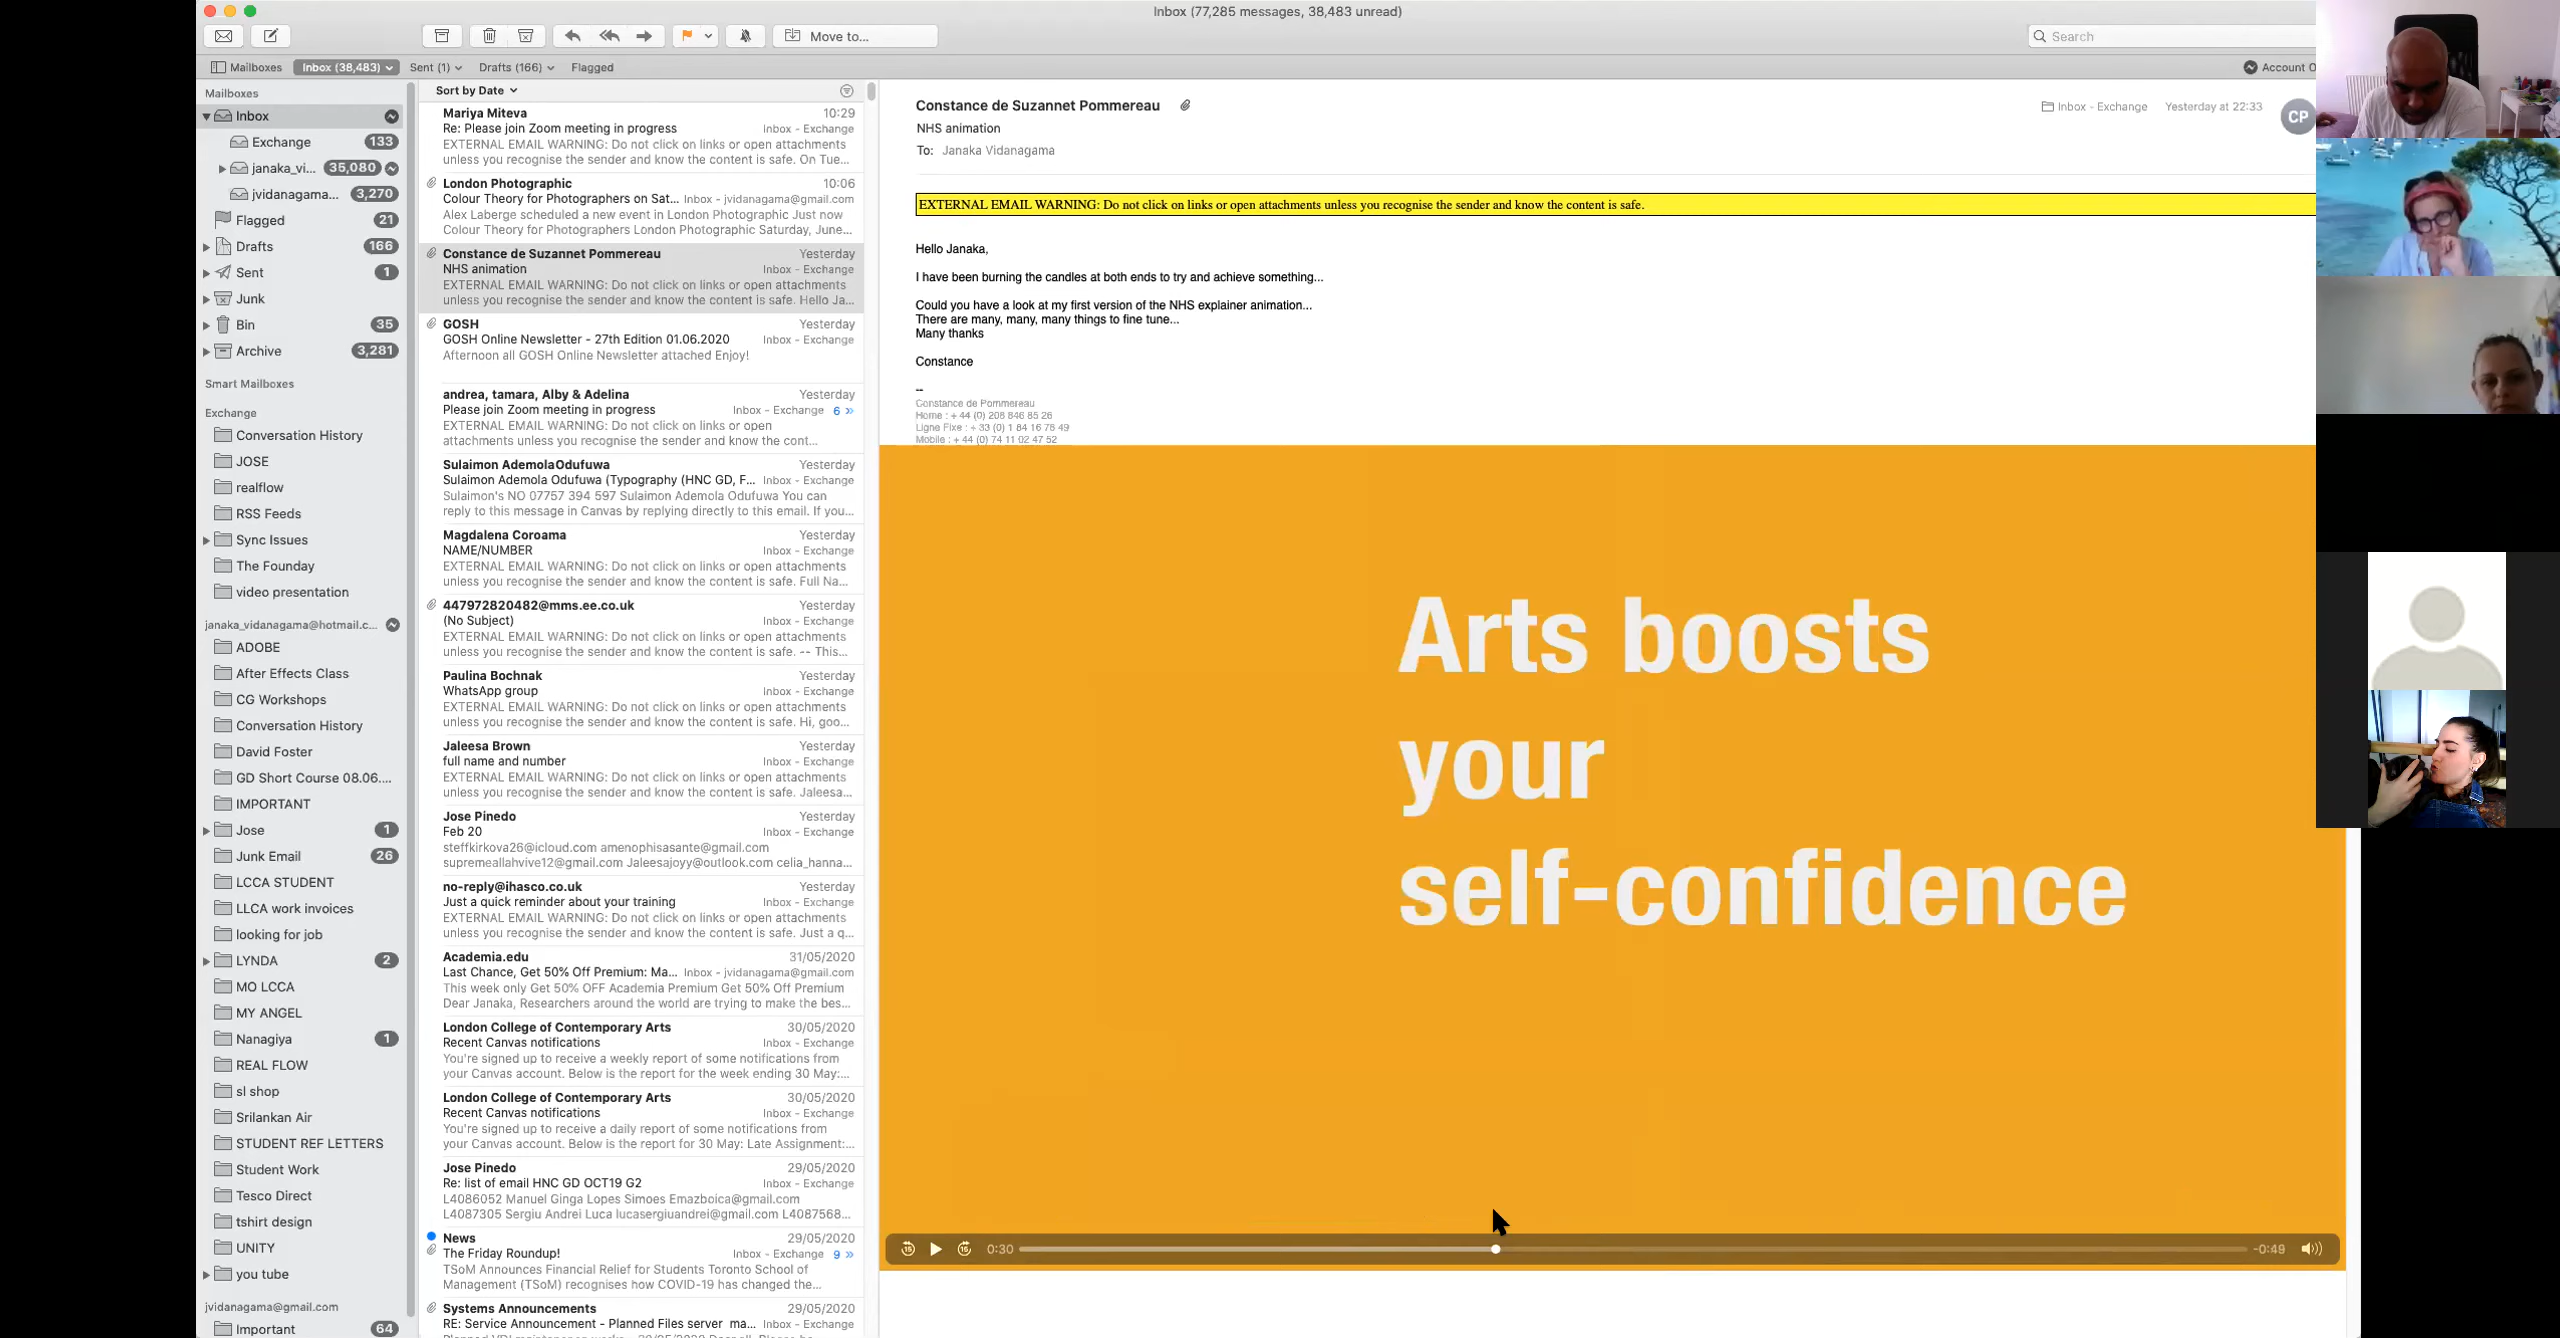 Inbox (77,285 messages, 38,483 unread)
Move to...
Search
Mailboxes
Inbox (38,483)
Sent (1)
Drafts (166)
Flagged
Account O
Mailboxes
Inbox
Exchange 133
janaka_vi... 35,080
jvidanagama... 3,270
Flagged 21
Drafts 166
Sent 1
Junk
Bin 35
Archive 3,281
Smart Mailboxes
Exchange
Conversation History
JOSE
realflow
RSS Feeds
Sync Issues
The Founday
video presentation
janaka_vidanagama@hotmail.c...
ADOBE
After Effects Class
CG Workshops
Conversation History
David Foster
GD Short Course 08.06....
IMPORTANT
Jose 1
Junk Email 26
LCCA STUDENT
LLCA work invoices
looking for job
LYNDA 2
MO LCCA
MY ANGEL
Nanagiya 1
REAL FLOW
sl shop
Srilankan Air
STUDENT REF LETTERS
Student Work
Tesco Direct
tshirt design
UNITY
you tube
jvidanagama@gmail.com
Important 64
Sort by Date
Mariya Miteva 10:29
Re: Please join Zoom meeting in progress Inbox - Exchange
EXTERNAL EMAIL WARNING: Do not click on links or open attachments
unless you recognise the sender and know the content is safe. On Tue...
London Photographic 10:06
Colour Theory for Photographers on Sat... Inbox - jvidanagama@gmail.com
Alex Laberge scheduled a new event in London Photographic Just now
Colour Theory for Photographers London Photographic Saturday, June...
Constance de Suzannet Pommereau Yesterday
NHS animation Inbox - Exchange
EXTERNAL EMAIL WARNING: Do not click on links or open attachments
unless you recognise the sender and know the content is safe. Hello Ja...
GOSH Yesterday
GOSH Online Newsletter - 27th Edition 01.06.2020 Inbox - Exchange
Afternoon all GOSH Online Newsletter attached Enjoy!
andrea, tamara, Alby & Adelina Yesterday
Please join Zoom meeting in progress Inbox - Exchange 6 »
EXTERNAL EMAIL WARNING: Do not click on links or open
attachments unless you recognise the sender and know the cont...
Sulaimon AdemolaOdufuwa Yesterday
Sulaimon Ademola Odufuwa (Typography (HNC GD, F... Inbox - Exchange
Sulaimon's NO 07757 394 597 Sulaimon Ademola Odufuwa You can
reply to this message in Canvas by replying directly to this email. If you...
Magdalena Coroama Yesterday
NAME/NUMBER Inbox - Exchange
EXTERNAL EMAIL WARNING: Do not click on links or open attachments
unless you recognise the sender and know the content is safe. Full Na...
447972820482@mms.ee.co.uk Yesterday
(No Subject) Inbox - Exchange
EXTERNAL EMAIL WARNING: Do not click on links or open attachments
unless you recognise the sender and know the content is safe. -- This...
Paulina Bochnak Yesterday
WhatsApp group Inbox - Exchange
EXTERNAL EMAIL WARNING: Do not click on links or open attachments
unless you recognise the sender and know the content is safe. Hi, goo...
Jaleesa Brown Yesterday
full name and number Inbox - Exchange
EXTERNAL EMAIL WARNING: Do not click on links or open attachments
unless you recognise the sender and know the content is safe. Jaleesa...
Jose Pinedo Yesterday
Feb 20 Inbox - Exchange
steffkirkova26@icloud.com amenophisasante@gmail.com
supremeallahvive12@gmail.com Jaleesajoyy@outlook.com celia_hanna...
no-reply@ihasco.co.uk Yesterday
Just a quick reminder about your training Inbox - Exchange
EXTERNAL EMAIL WARNING: Do not click on links or open attachments
unless you recognise the sender and know the content is safe. Just a q...
Academia.edu 31/05/2020
Last Chance, Get 50% Off Premium: Ma... Inbox - jvidanagama@gmail.com
This week only Get 50% OFF Academia Premium Get 50% Off Premium
Dear Janaka, Researchers around the world are trying to make the bes...
London College of Contemporary Arts 30/05/2020
Recent Canvas notifications Inbox - Exchange
You're signed up to receive a weekly report of some notifications from
your Canvas account. Below is the report for the week ending 30 May:...
London College of Contemporary Arts 30/05/2020
Recent Canvas notifications Inbox - Exchange
You're signed up to receive a daily report of some notifications from
your Canvas account. Below is the report for 30 May: Late Assignment:...
Jose Pinedo 29/05/2020
Re: list of email HNC GD OCT19 G2 Inbox - Exchange
L4086052 Manuel Ginga Lopes Simoes Emazboica@gmail.com
L4087305 Sergiu Andrei Luca lucasergiuandrei@gmail.com L4087568...
News 29/05/2020
The Friday Roundup! Inbox - Exchange 9 »
TSoM Announces Financial Relief for Students Toronto School of
Management (TSoM) recognises how COVID-19 has changed the...
Systems Announcements 29/05/2020
RE: Service Announcement - Planned Files server ma... Inbox - Exchange
Constance de Suzannet Pommereau
Inbox - Exchange Yesterday at 22:33
CP
NHS animation
To: Janaka Vidanagama
EXTERNAL EMAIL WARNING: Do not click on links or open attachments unless you recognise the sender and know the content is safe.
Hello Janaka,
I have been burning the candles at both ends to try and achieve something...
Could you have a look at my first version of the NHS explainer animation...
There are many, many, many things to fine tune...
Many thanks
Constance
--
Constance de Pommereau
Home : + 44 (0) 208 846 85 26
Ligne Fixe : + 33 (0) 1 84 16 78 49
Mobile : + 44 (0) 74 11 02 47 52
Arts boosts
your
self-confidence
0:30
-0:49